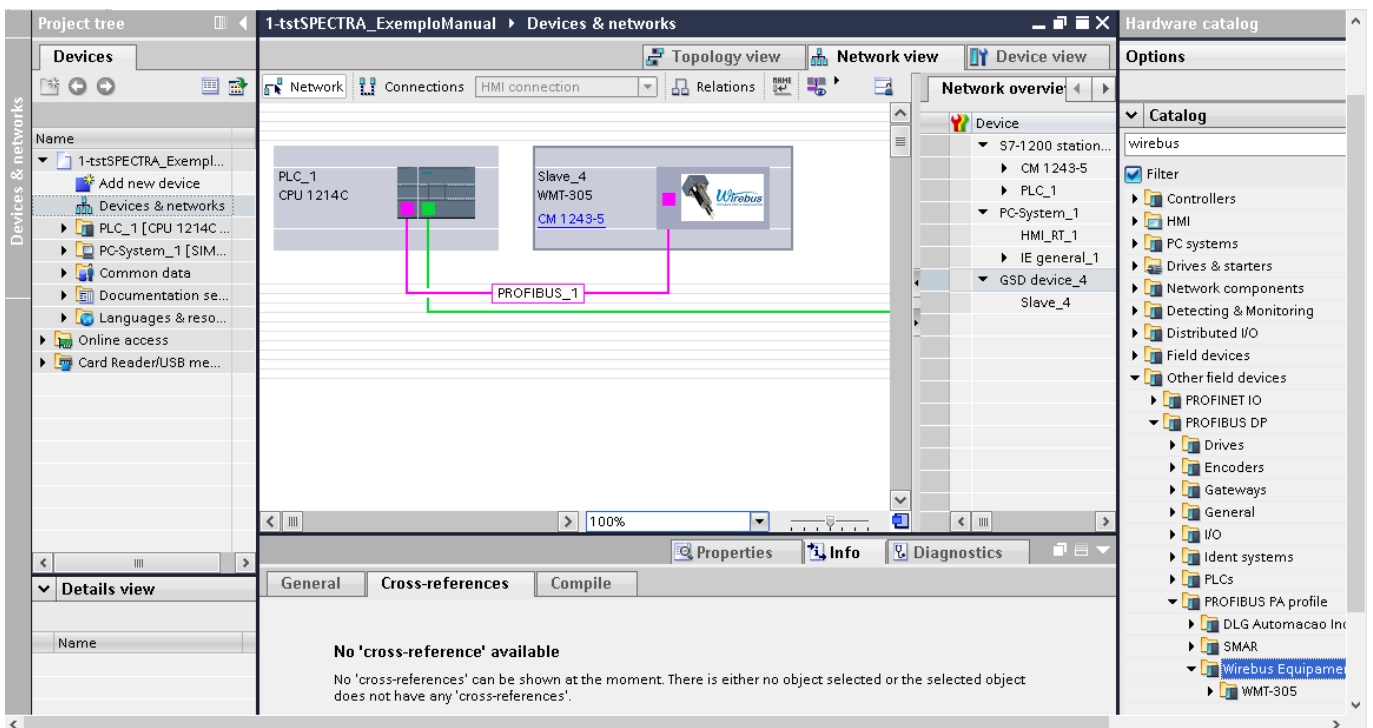 Project tree
1-tstSPECTRA_ExemploManual
Devices & networks
Hardware catalog
Devices
Topology view
Network view
Device view
Options
Network
Connections
HMI connection
Relations
Network overvie
Devices & networks
Name
1-tstSPECTRA_Exempl...
Add new device
Devices & networks
PLC_1 [CPU 1214C ...
PC-System_1 [SIM...
Common data
Documentation se...
Languages & reso...
Online access
Card Reader/USB me...
PLC_1
CPU 1214C
Slave_4
WMT-305
CM 1243-5
Wirebus
PROFIBUS_1
100%
Device
S7-1200 station...
CM 1243-5
PLC_1
PC-System_1
HMI_RT_1
IE general_1
GSD device_4
Slave_4
Catalog
wirebus
Filter
Controllers
HMI
PC systems
Drives & starters
Network components
Detecting & Monitoring
Distributed I/O
Field devices
Other field devices
PROFINET IO
PROFIBUS DP
Drives
Encoders
Gateways
General
I/O
Ident systems
PLCs
PROFIBUS PA profile
DLG Automacao Inc
SMAR
Wirebus Equipamer
WMT-305
Properties
Info
Diagnostics
General
Cross-references
Compile
Details view
Name
No 'cross-reference' available
No 'cross-references' can be shown at the moment. There is either no object selected or the selected object
does not have any 'cross-references'.